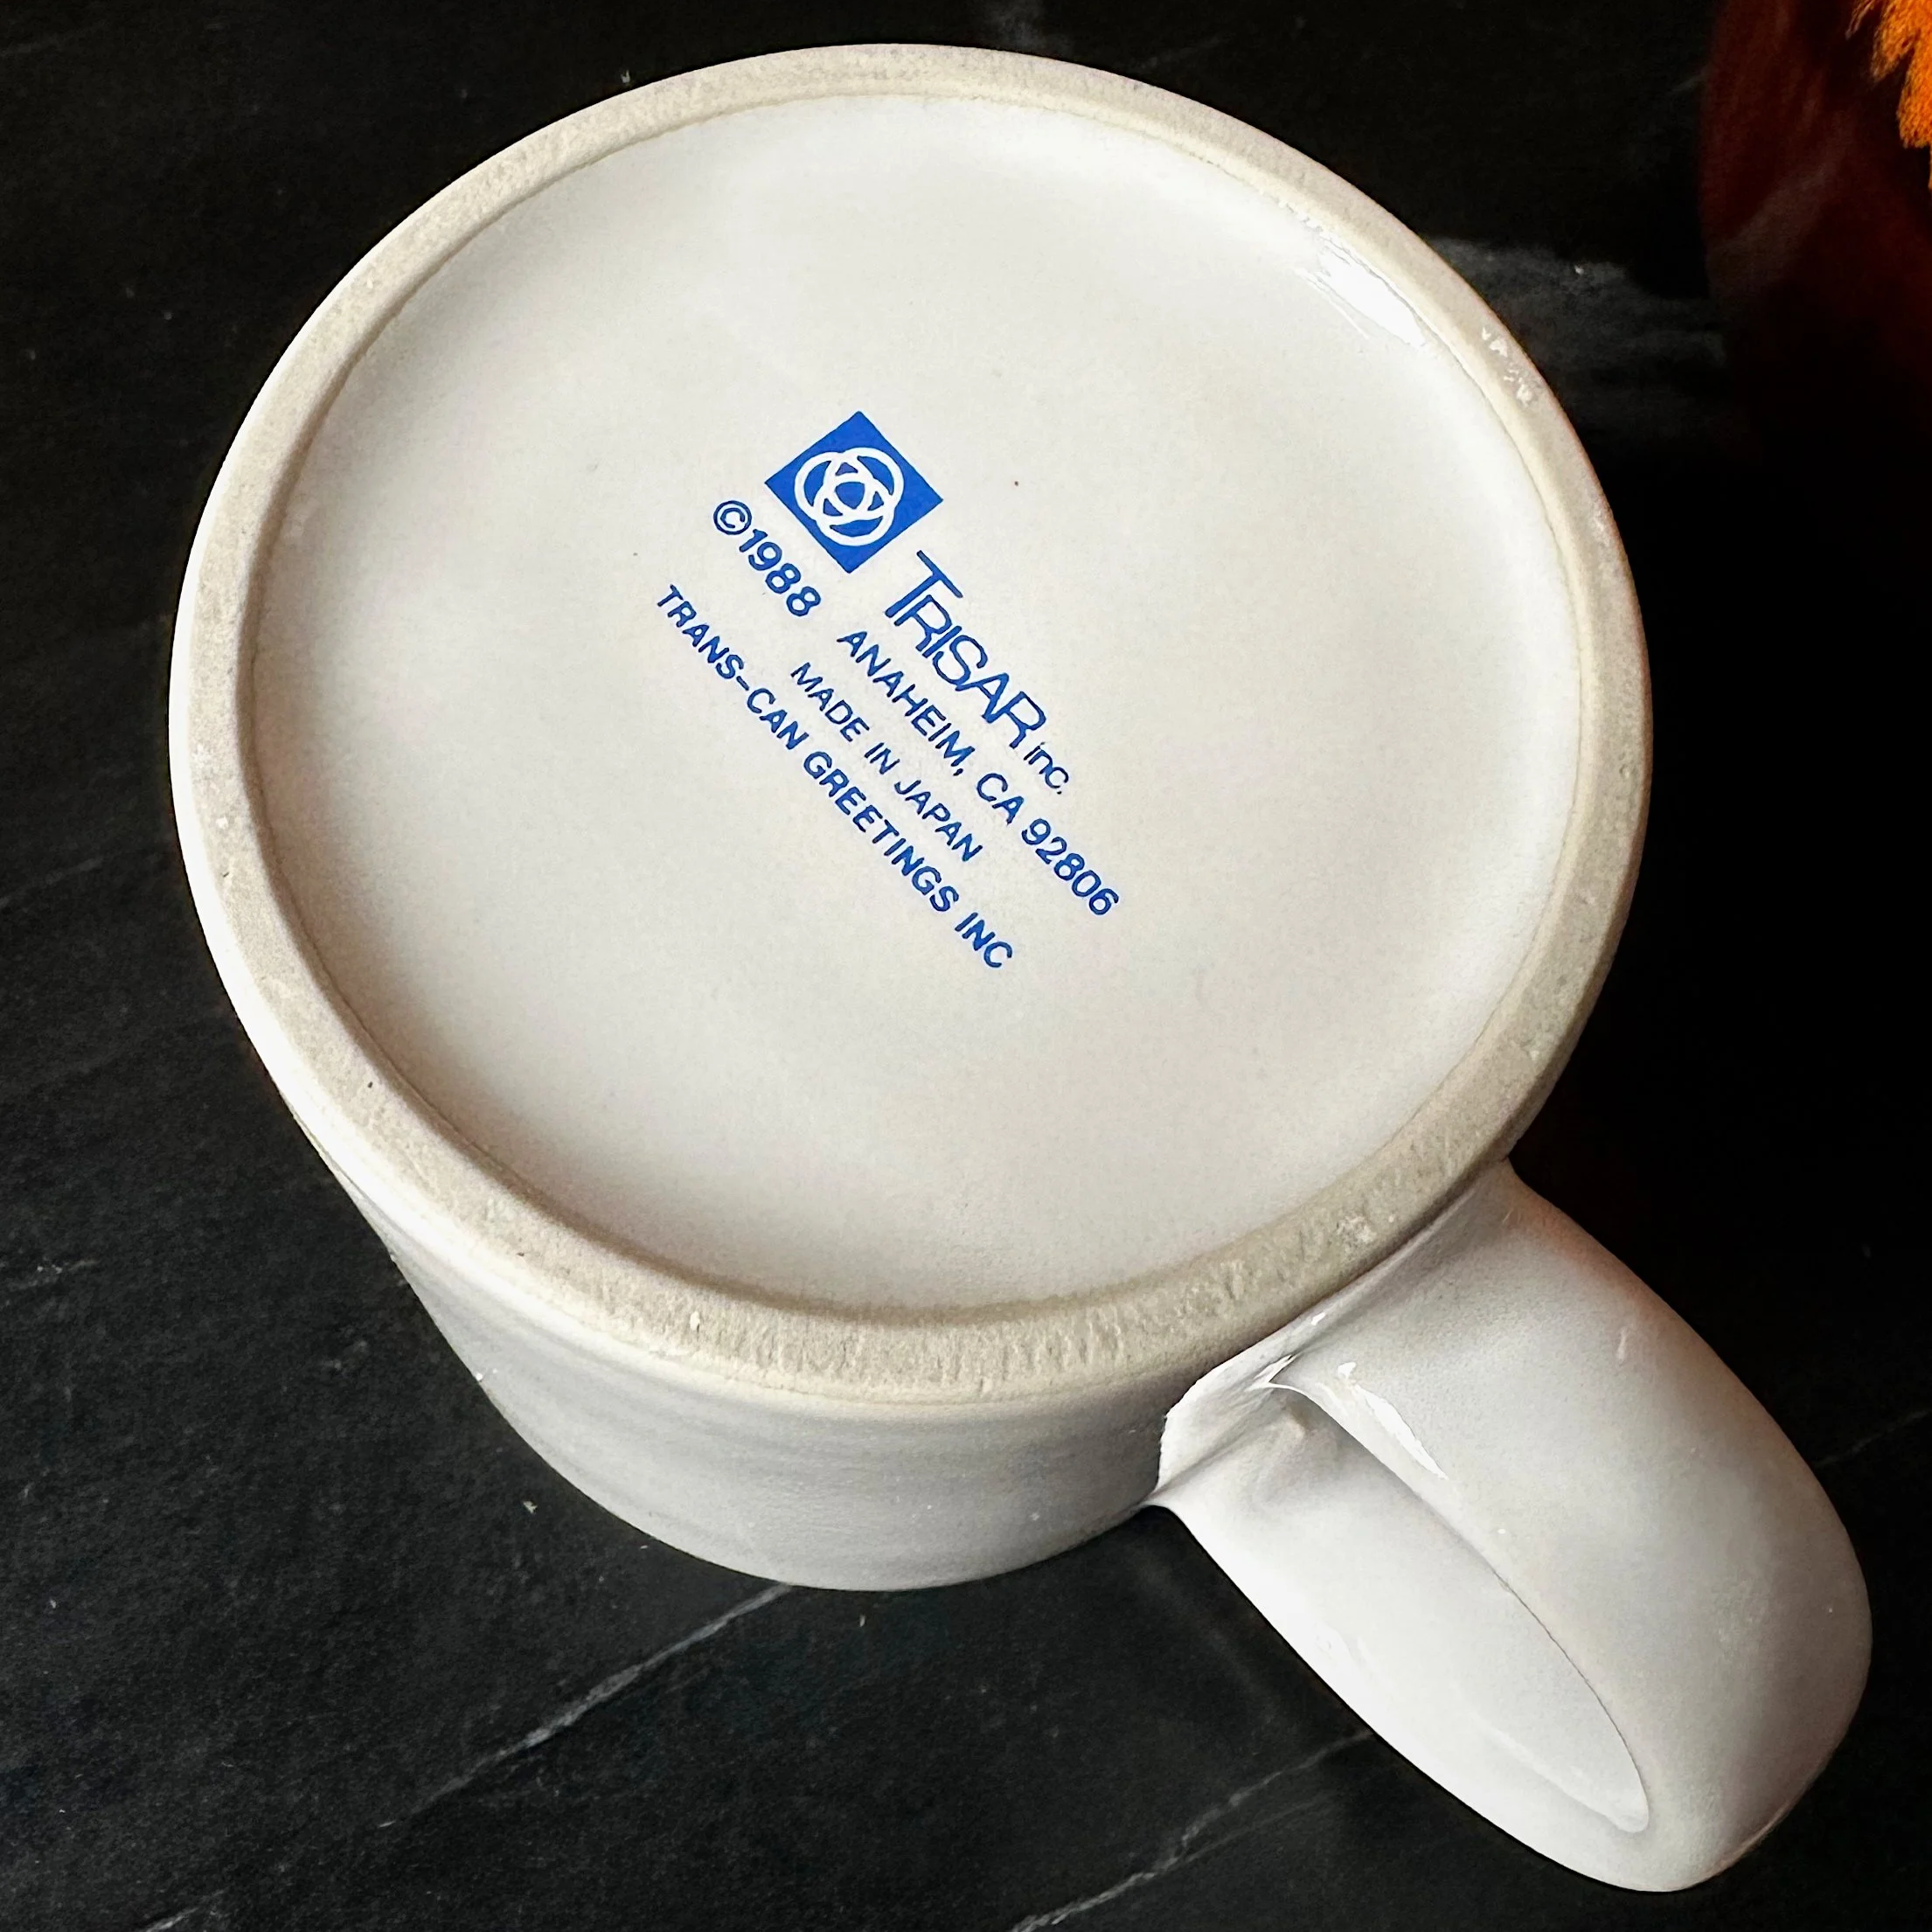 TRISAR inc.
©1988 ANAHEIM, CA 92806
MADE IN JAPAN
TRANS-CAN GREETINGS INC